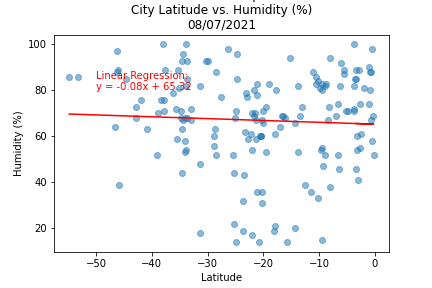 City Latitude vs. Humidity (%)
08/07/2021
100
80
60
40
20
Humidity (%)
Linear Regression:
y = -0.08x + 65.32
−50
−40
−30
−20
−10
0
Latitude